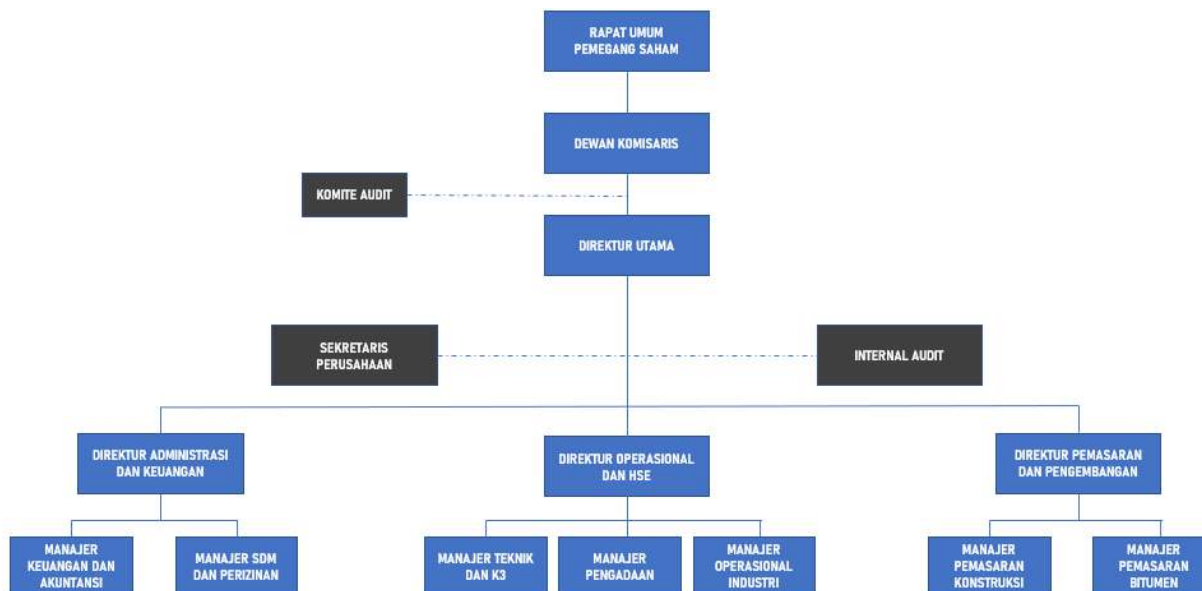 RAPAT UMUM
PEMEGANG SAHAM
DEWAN KOMISARIS
KOMITE AUDIT
DIREKTUR UTAMA
SEKRETARIS
PERUSAHAAN
INTERNAL AUDIT
DIREKTUR ADMINISTRASI
DAN KEUANGAN
DIREKTUR OPERASIONAL
DAN HSE
DIREKTUR PEMASARAN
DAN PENGEMBANGAN
MANAJER
KEUANGAN DAN
AKUNTANSI
MANAJER SDM
DAN PERIZINAN
MANAJER TEKNIK
DAN K3
MANAJER
PENGADAAN
MANAJER
OPERASIONAL
INDUSTRI
MANAJER
PEMASARAN
KONSTRUKSI
MANAJER
PEMASARAN
BITUMEN